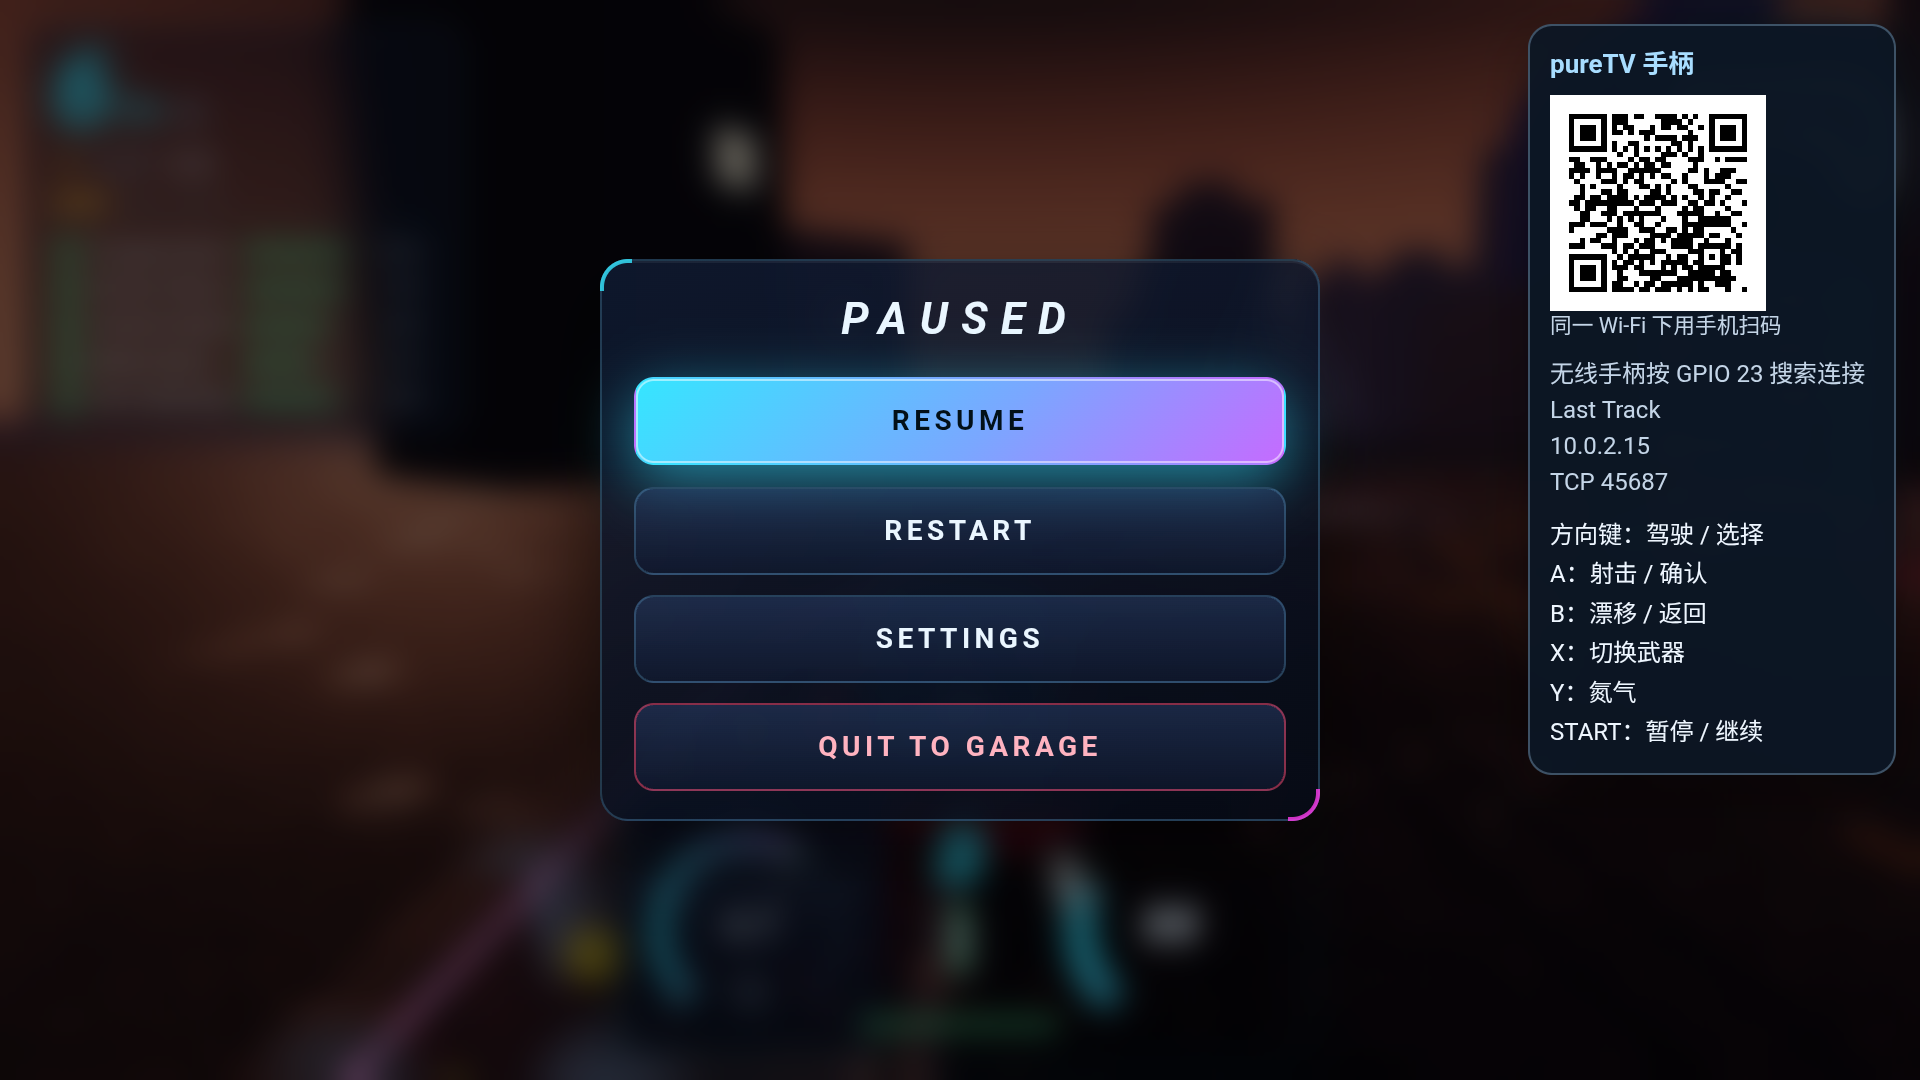 PAUSED
RESUME
RESTART
SETTINGS
QUIT TO GARAGE
pureTV 手柄
同一 Wi-Fi 下用手机扫码
无线手柄按 GPIO 23 搜索连接
Last Track
10.0.2.15
TCP 45687
方向键：驾驶 / 选择
A：射击 / 确认
B：漂移 / 返回
X：切换武器
Y：氮气
START：暂停 / 继续